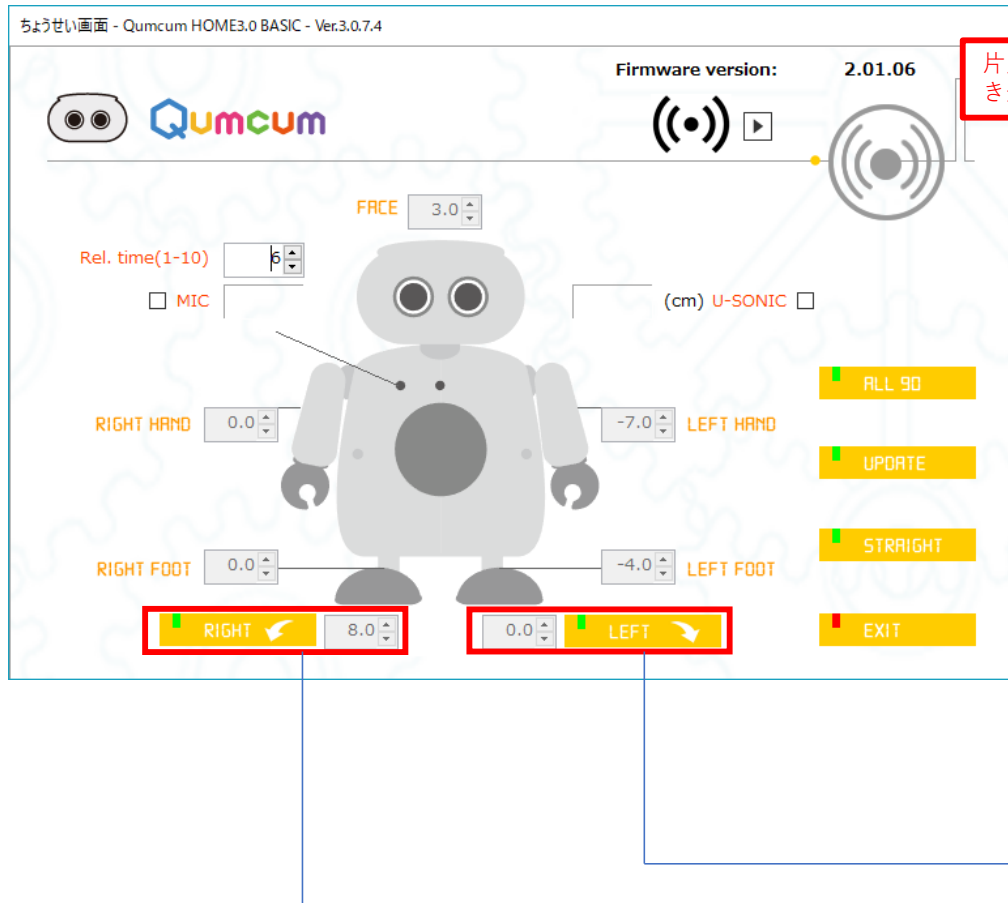 ちょうせい画面 - Qumcum HOME3.0 BASIC - Ver.3.0.7.4
Firmware version: 2.01.06
片
き
Qumcum
FACE 3.0
Rel. time(1-10) 6
MIC
(cm) U-SONIC
ALL 90
RIGHT HAND 0.0
-7.0 LEFT HAND
UPDATE
STRAIGHT
RIGHT FOOT 0.0
-4.0 LEFT FOOT
RIGHT 8.0
0.0 LEFT
EXIT